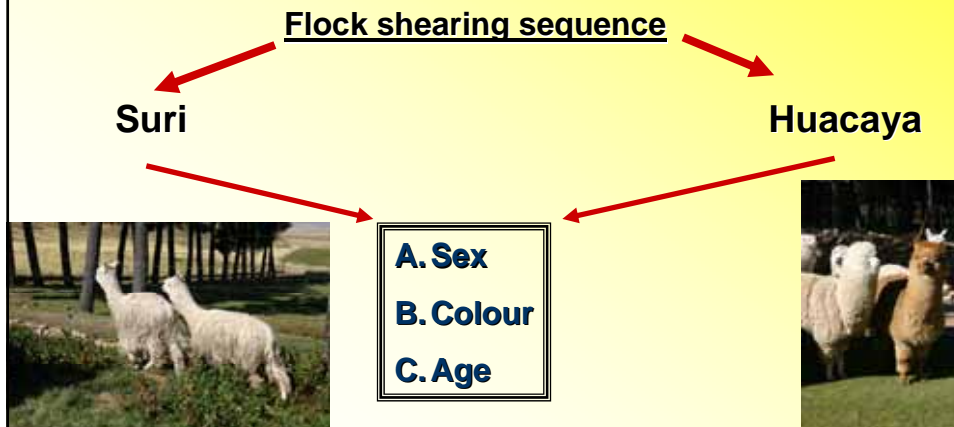 Flock shearing sequence
Suri
Huacaya
A. Sex
B. Colour
C. Age